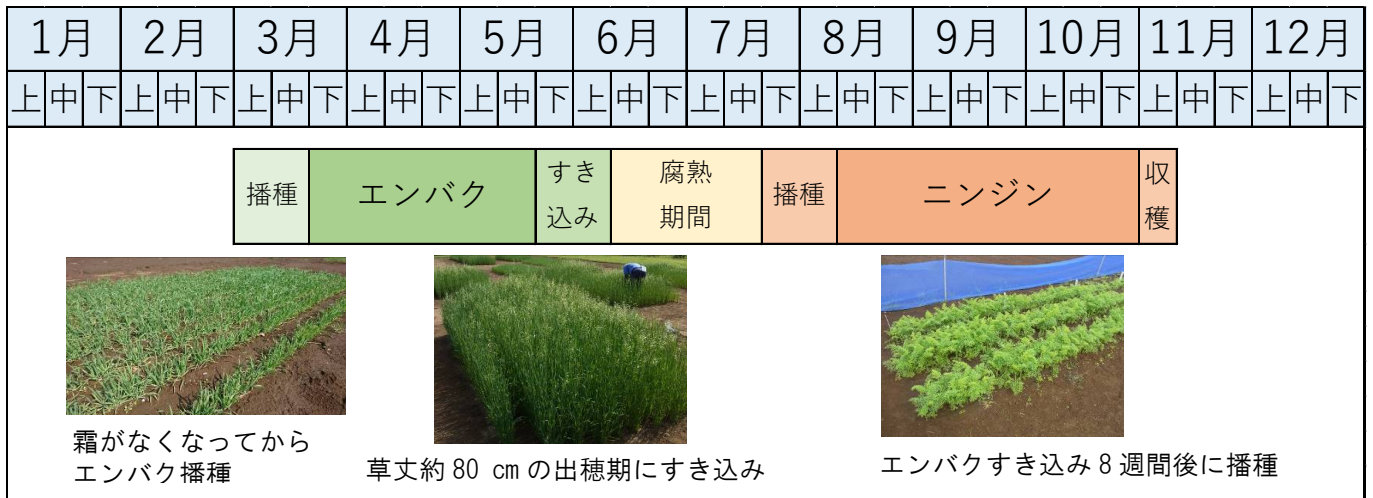 1月 2月 3月 4月 5月 6月 7月 8月 9月 10月 11月 12月
上 中 下 上 中 下 上 中 下 上 中 下 上 中 下 上 中 下 上 中 下 上 中 下 上 中 下 上 中 下 上 中 下 上 中 下
播種
エンバク
すき
込み
腐熟
期間
播種
ニンジン
収
穫
霜がなくなってから
エンバク播種
草丈約80 cmの出穂期にすき込み
エンバクすき込み8週間後に播種